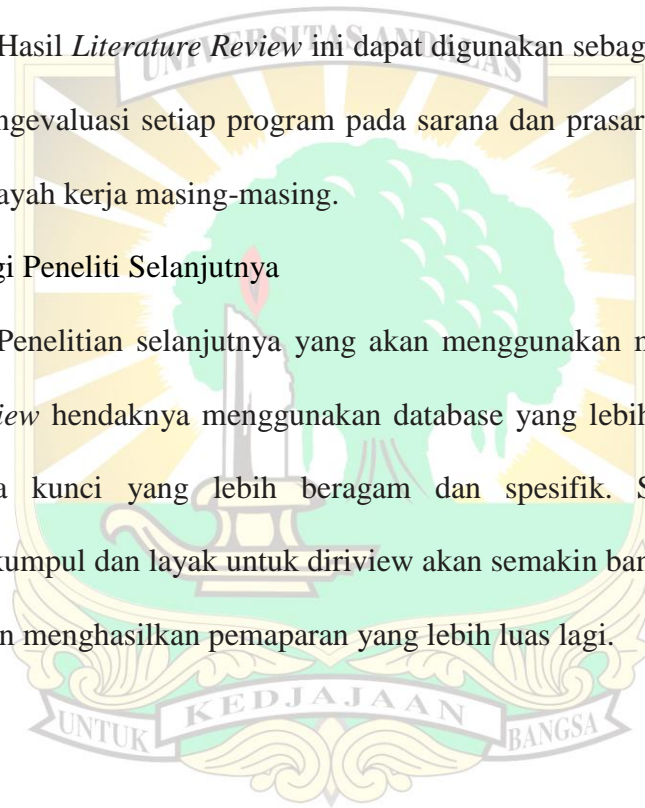 UNIVERSITAS ANDALAS
Hasil Literature Review ini dapat digunakan sebag
ngevaluasi setiap program pada sarana dan prasar
ayah kerja masing-masing.
gi Peneliti Selanjutnya
Penelitian selanjutnya yang akan menggunakan m
iew hendaknya menggunakan database yang lebih
a kunci yang lebih beragam dan spesifik. S
kumpul dan layak untuk diriview akan semakin ban
n menghasilkan pemaparan yang lebih luas lagi.
UNTUK KEDJAJAAN BANGSA